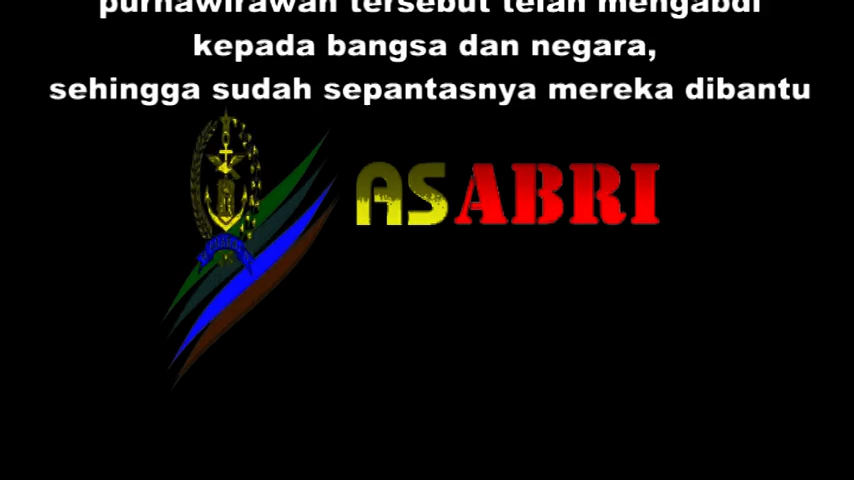 purnawirawan tersebut telah mengabdi
kepada bangsa dan negara,
sehingga sudah sepantasnya mereka dibantu
ASABRI